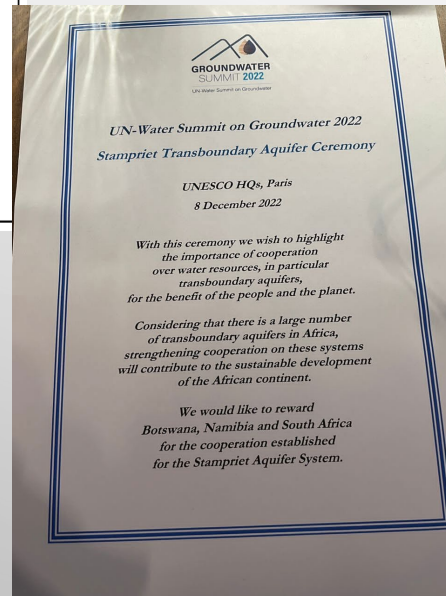 GROUNDWATER
SUMMIT 2022
UN-Water Summit on Groundwater
UN-Water Summit on Groundwater 2022
Stampriet Transboundary Aquifer Ceremony
UNESCO HQs, Paris
8 December 2022
With this ceremony we wish to highlight
the importance of cooperation
over water resources, in particular
transboundary aquifers,
for the benefit of the people and the planet.
Considering that there is a large number
of transboundary aquifers in Africa,
strengthening cooperation on these systems
will contribute to the sustainable development
of the African continent.
We would like to reward
Botswana, Namibia and South Africa
for the cooperation established
for the Stampriet Aquifer System.